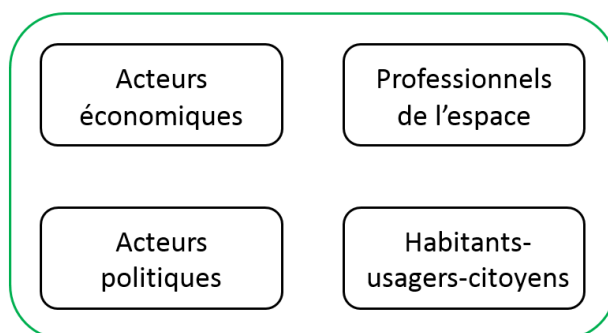 Acteurs
économiques
Professionnels
de l’espace
Acteurs
politiques
Habitants-
usagers-citoyens